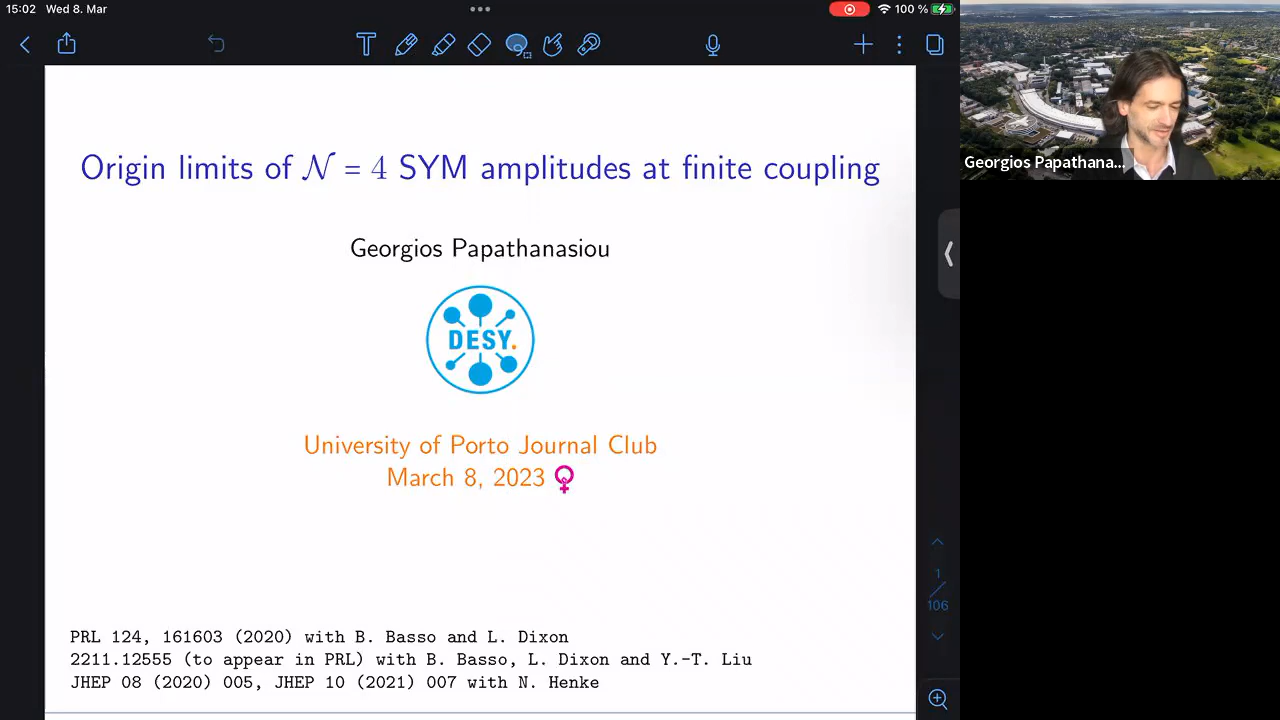 15:02 Wed 8. Mar
100 %
Origin limits of 𝒩 = 4 SYM amplitudes at finite coupling
Georgios Papathanasiou
DESY.
University of Porto Journal Club
March 8, 2023
PRL 124, 161603 (2020) with B. Basso and L. Dixon
2211.12555 (to appear in PRL) with B. Basso, L. Dixon and Y.-T. Liu
JHEP 08 (2020) 005, JHEP 10 (2021) 007 with N. Henke
1
106
Georgios Papathana...